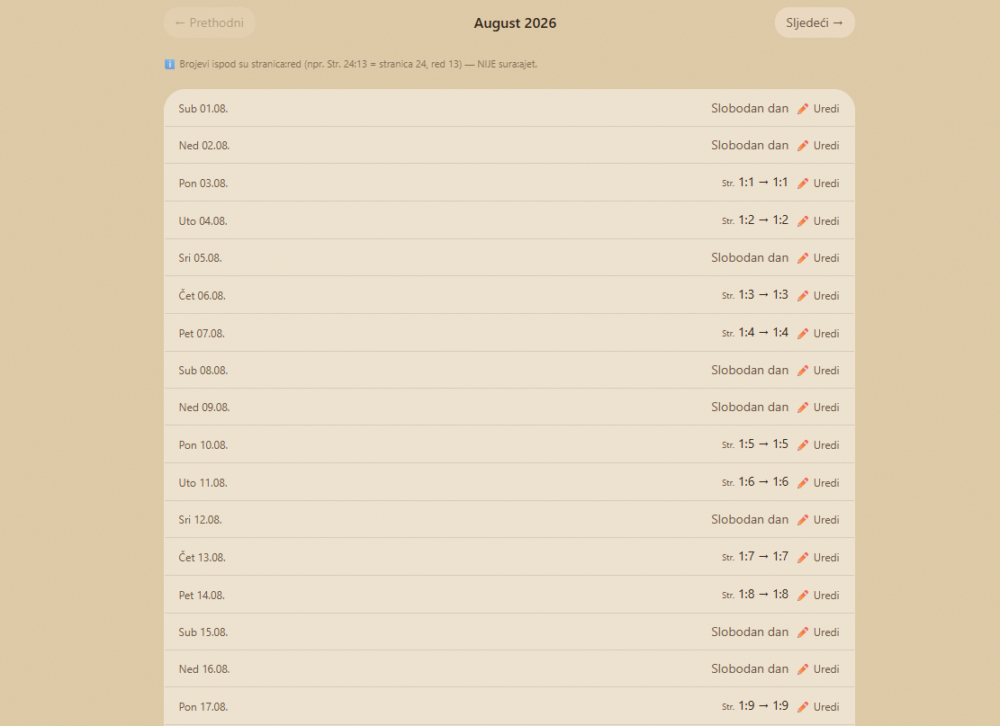 ← Prethodni August 2026 Sljedeći →
ℹ️ Brojevi ispod su stranica:red (npr. Str. 24:13 = stranica 24, red 13) — NIJE sura:ajet.
Sub 01.08. Slobodan dan ✏️ Uredi
Ned 02.08. Slobodan dan ✏️ Uredi
Pon 03.08. Str. 1:1 → 1:1 ✏️ Uredi
Uto 04.08. Str. 1:2 → 1:2 ✏️ Uredi
Sri 05.08. Slobodan dan ✏️ Uredi
Čet 06.08. Str. 1:3 → 1:3 ✏️ Uredi
Pet 07.08. Str. 1:4 → 1:4 ✏️ Uredi
Sub 08.08. Slobodan dan ✏️ Uredi
Ned 09.08. Slobodan dan ✏️ Uredi
Pon 10.08. Str. 1:5 → 1:5 ✏️ Uredi
Uto 11.08. Str. 1:6 → 1:6 ✏️ Uredi
Sri 12.08. Slobodan dan ✏️ Uredi
Čet 13.08. Str. 1:7 → 1:7 ✏️ Uredi
Pet 14.08. Str. 1:8 → 1:8 ✏️ Uredi
Sub 15.08. Slobodan dan ✏️ Uredi
Ned 16.08. Slobodan dan ✏️ Uredi
Pon 17.08. Str. 1:9 → 1:9 ✏️ Uredi